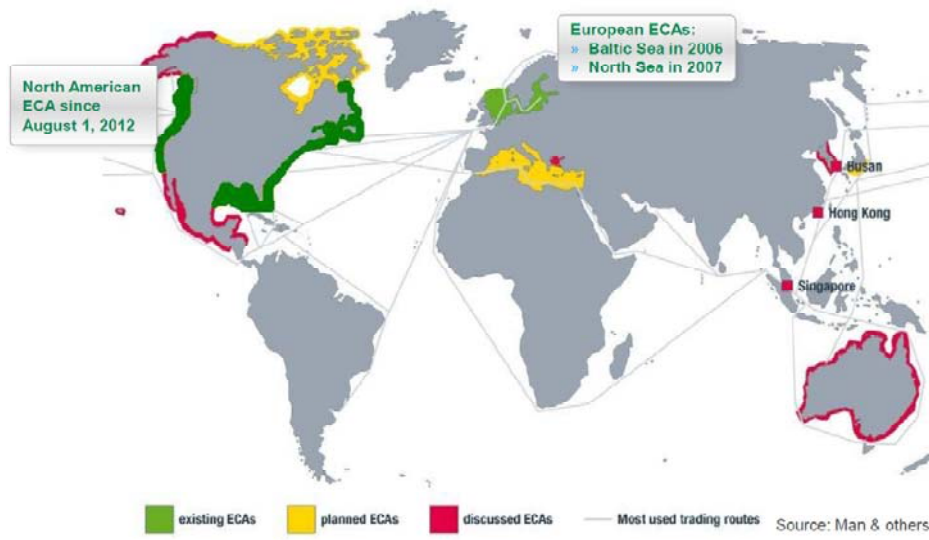 European ECAs:
» Baltic Sea in 2006
» North Sea in 2007
North American
ECA since
August 1, 2012
Busan
Hong Kong
Singapore
existing ECAs
planned ECAs
discussed ECAs
Most used trading routes
Source: Man & others